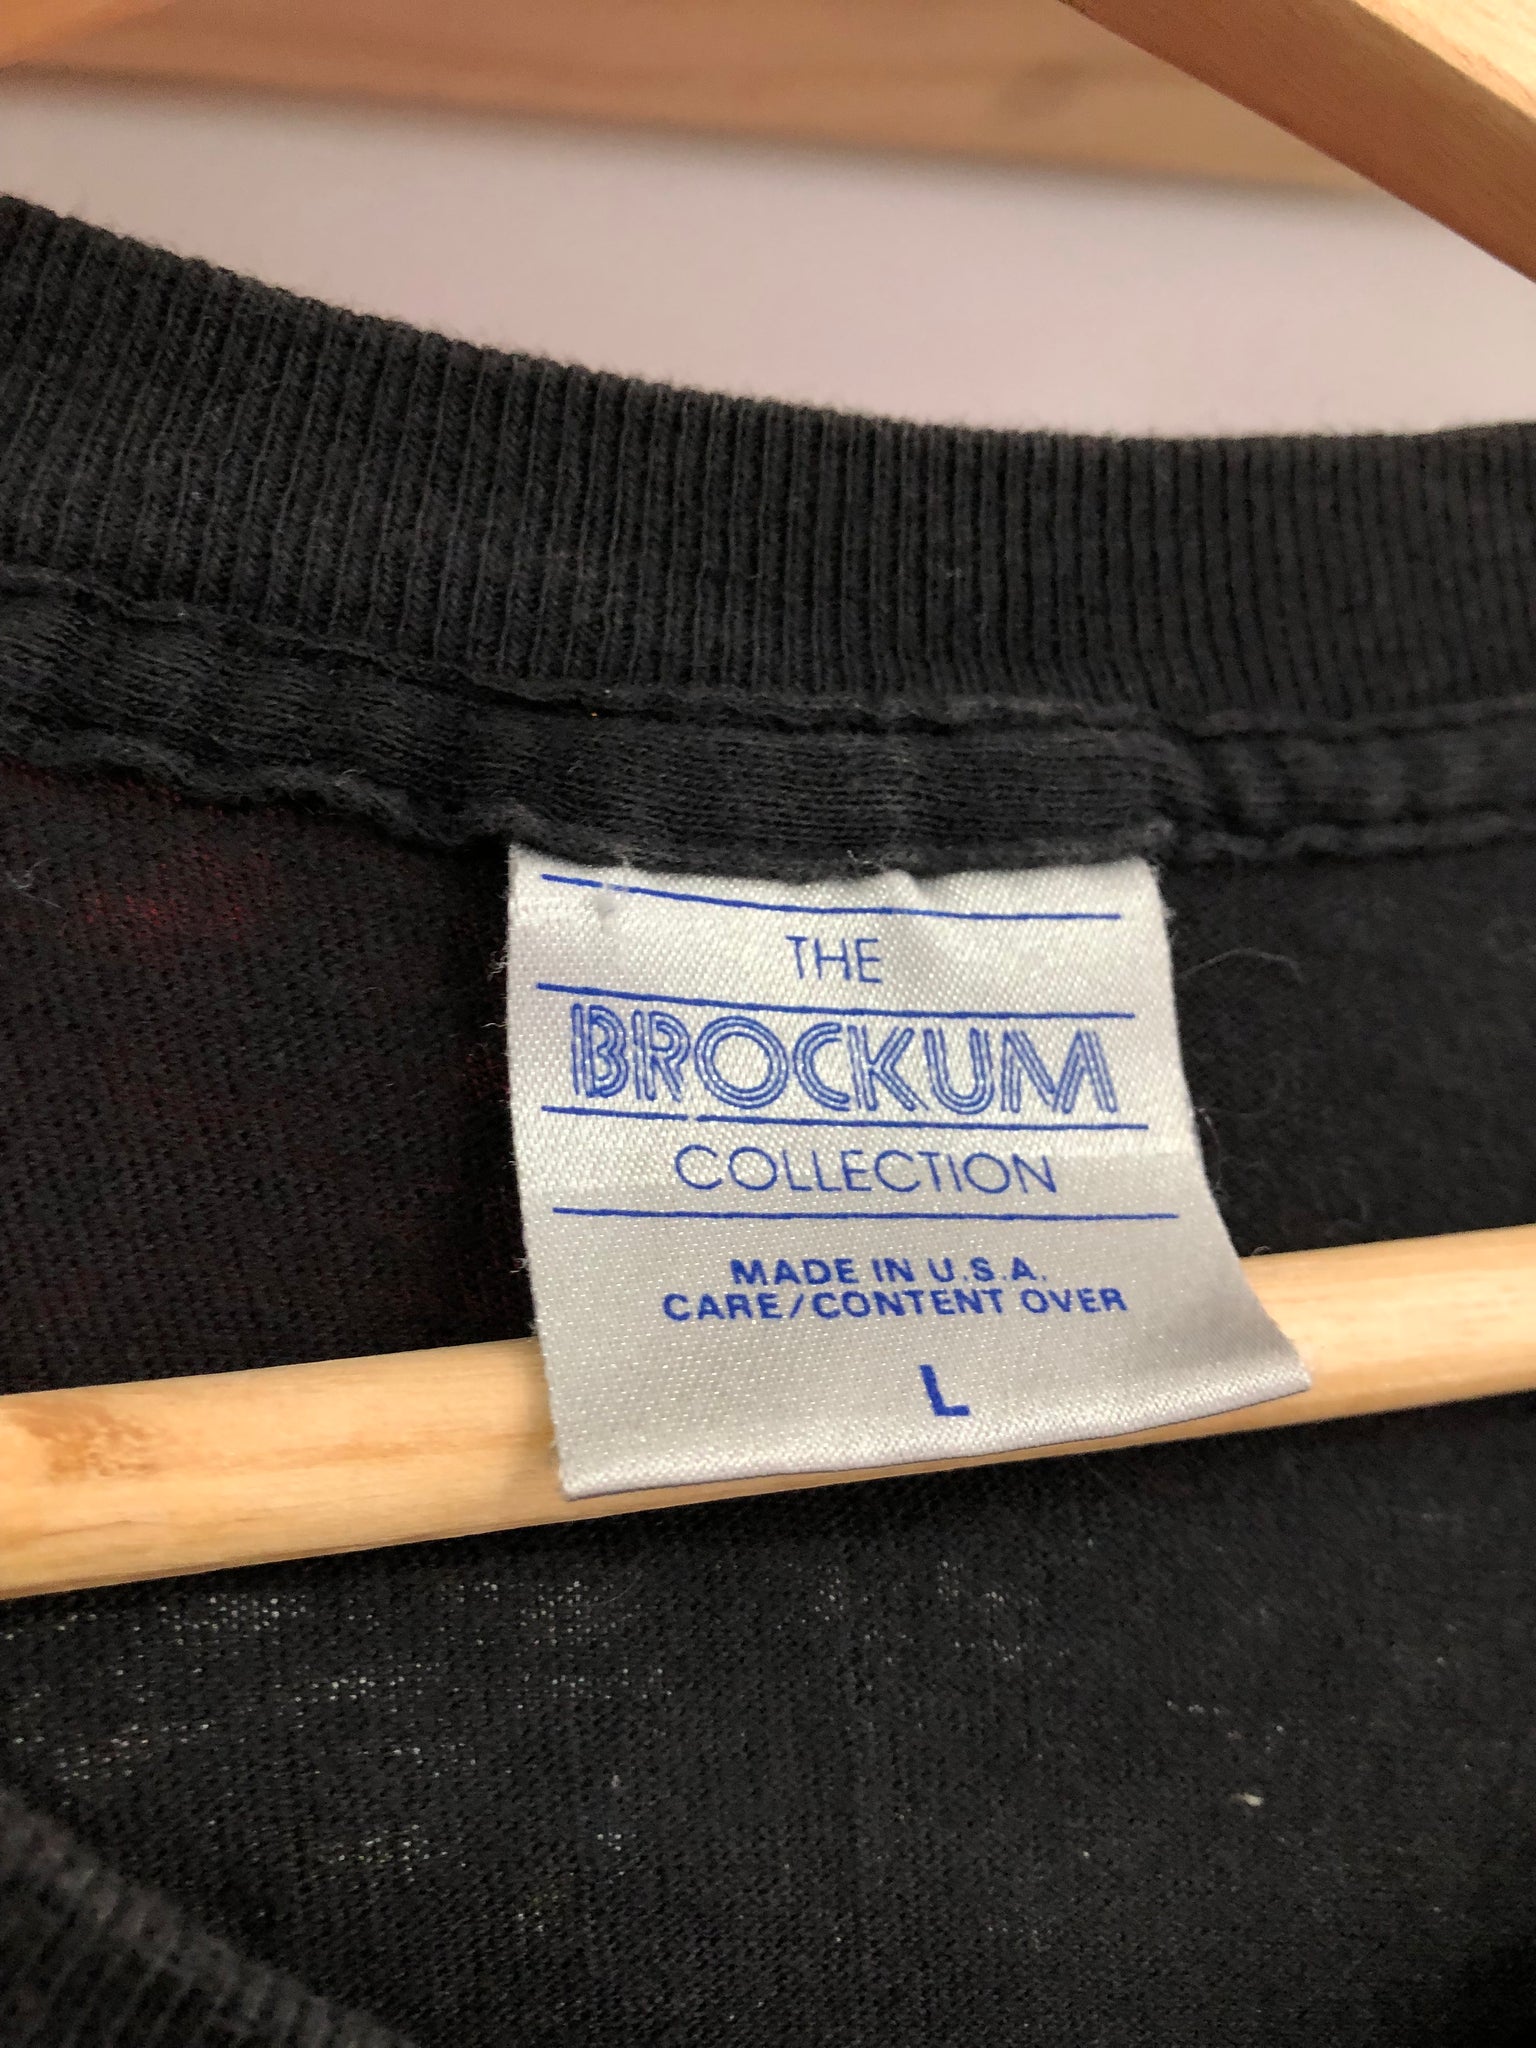 THE
BROCKUM
COLLECTION
MADE IN U.S.A.
CARE/CONTENT OVER
L